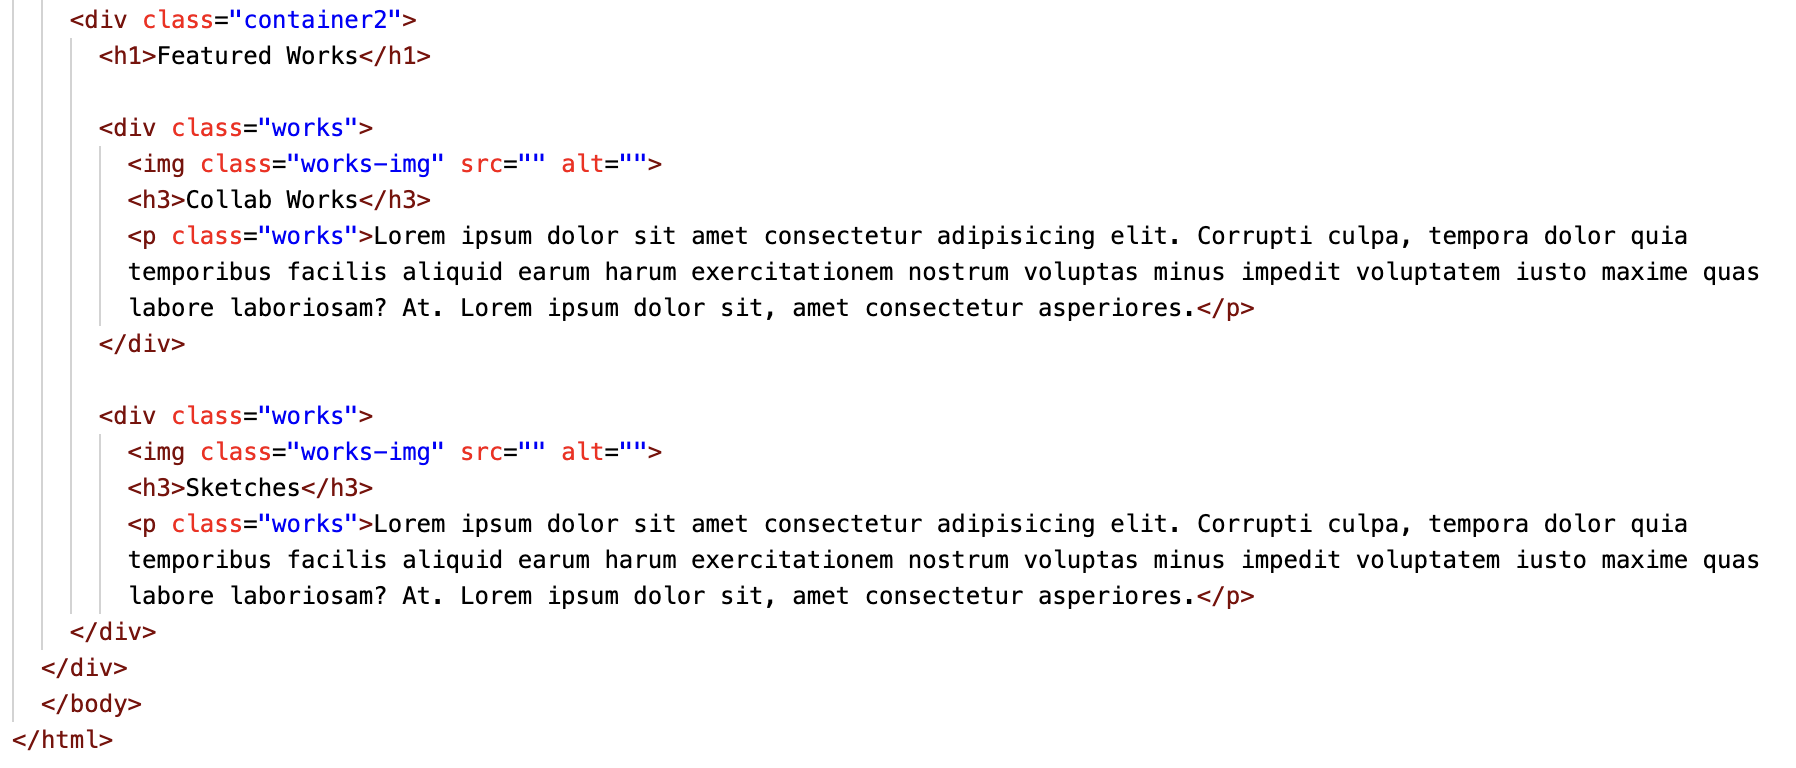 <div class="container2">
<h1>Featured Works</h1>
<div class="works">
<img class="works-img" src="" alt="">
<h3>Collab Works</h3>
<p class="works">Lorem ipsum dolor sit amet consectetur adipisicing elit. Corrupti culpa, tempora dolor quia
temporibus facilis aliquid earum harum exercitationem nostrum voluptas minus impedit voluptatem iusto maxime quas
labore laboriosam? At. Lorem ipsum dolor sit, amet consectetur asperiores.</p>
</div>
<div class="works">
<img class="works-img" src="" alt="">
<h3>Sketches</h3>
<p class="works">Lorem ipsum dolor sit amet consectetur adipisicing elit. Corrupti culpa, tempora dolor quia
temporibus facilis aliquid earum harum exercitationem nostrum voluptas minus impedit voluptatem iusto maxime quas
labore laboriosam? At. Lorem ipsum dolor sit, amet consectetur asperiores.</p>
</div>
</div>
</body>
</html>